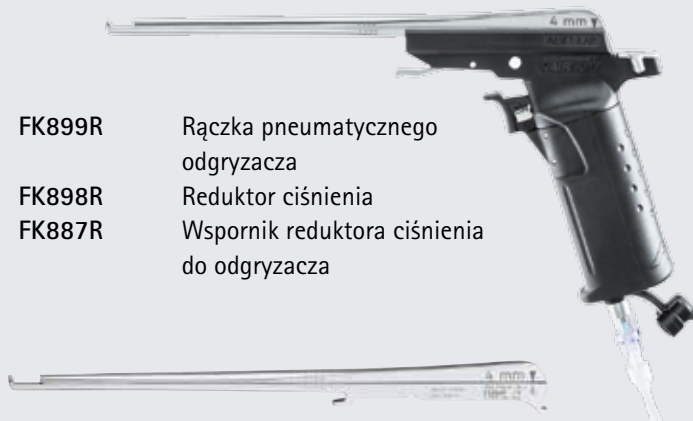 4 mm
FK899R Rączka pneumatycznego
odgryzacza
FK898R Reduktor ciśnienia
FK887R Wspornik reduktora ciśnienia
do odgryzacza
4 mm